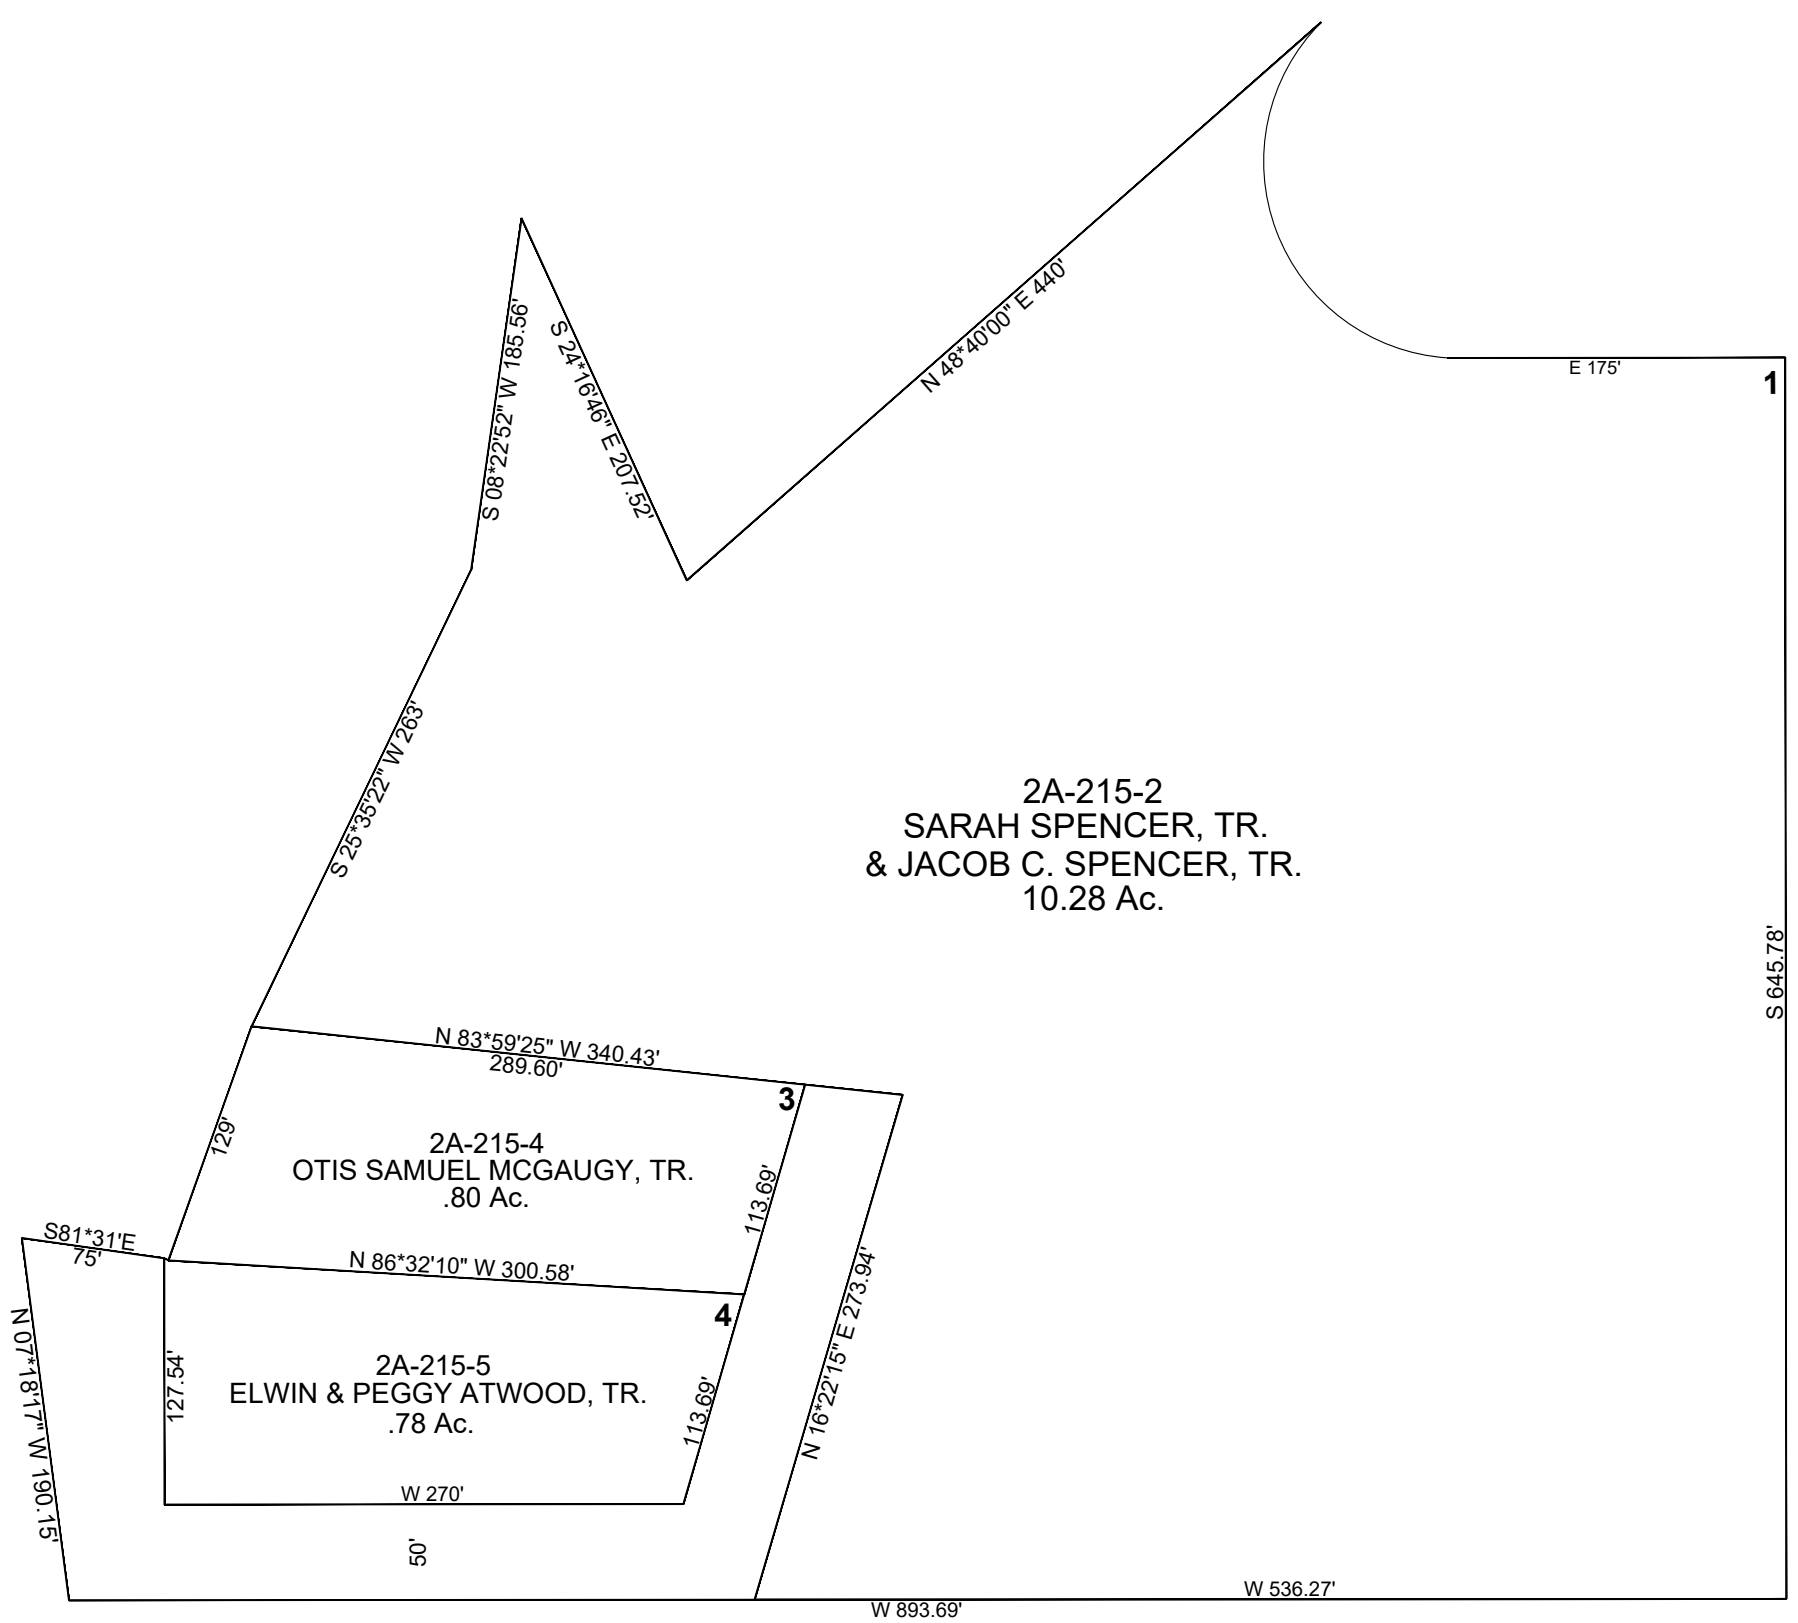 N 48*40'00" E 440'
E 175'
1
S 08*22'52" W 185.56'
S 24*16'46" E 207.52'
S 25*35'22" W 263'
2A-215-2
SARAH SPENCER, TR.
& JACOB C. SPENCER, TR.
10.28 Ac.
S 645.78'
N 83*59'25" W 340.43'
289.60'
3
129'
2A-215-4
OTIS SAMUEL MCGAUGY, TR.
.80 Ac.
113.69'
S81*31'E
75'
N 86*32'10" W 300.58'
4
N 16*22'15" E 273.94'
N 07*18'17" W 190.15'
127.54'
2A-215-5
ELWIN & PEGGY ATWOOD, TR.
.78 Ac.
113.69'
W 270'
50'
W 536.27'
W 893.69'